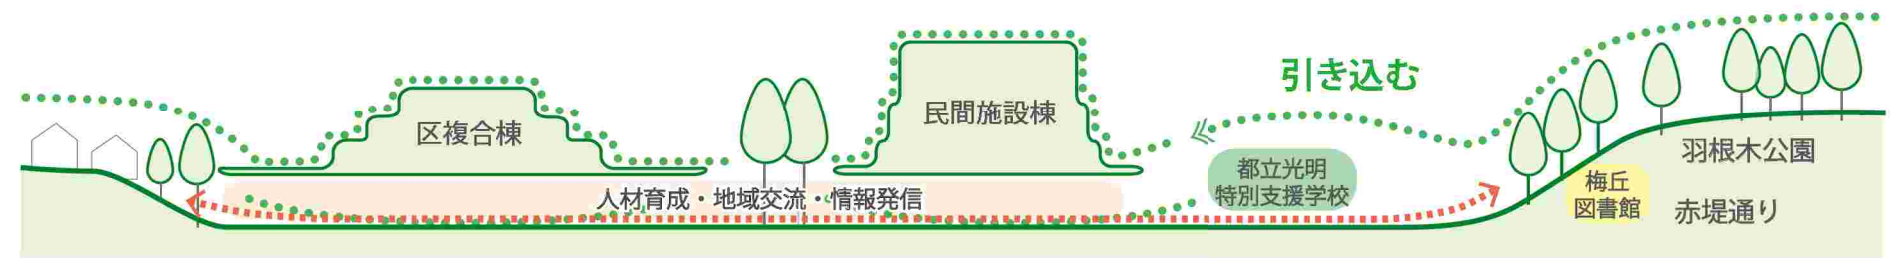 引き込む
区複合棟
民間施設棟
都立光明
特別支援学校
羽根木公園
梅丘
図書館
赤堤通り
人材育成・地域交流・情報発信